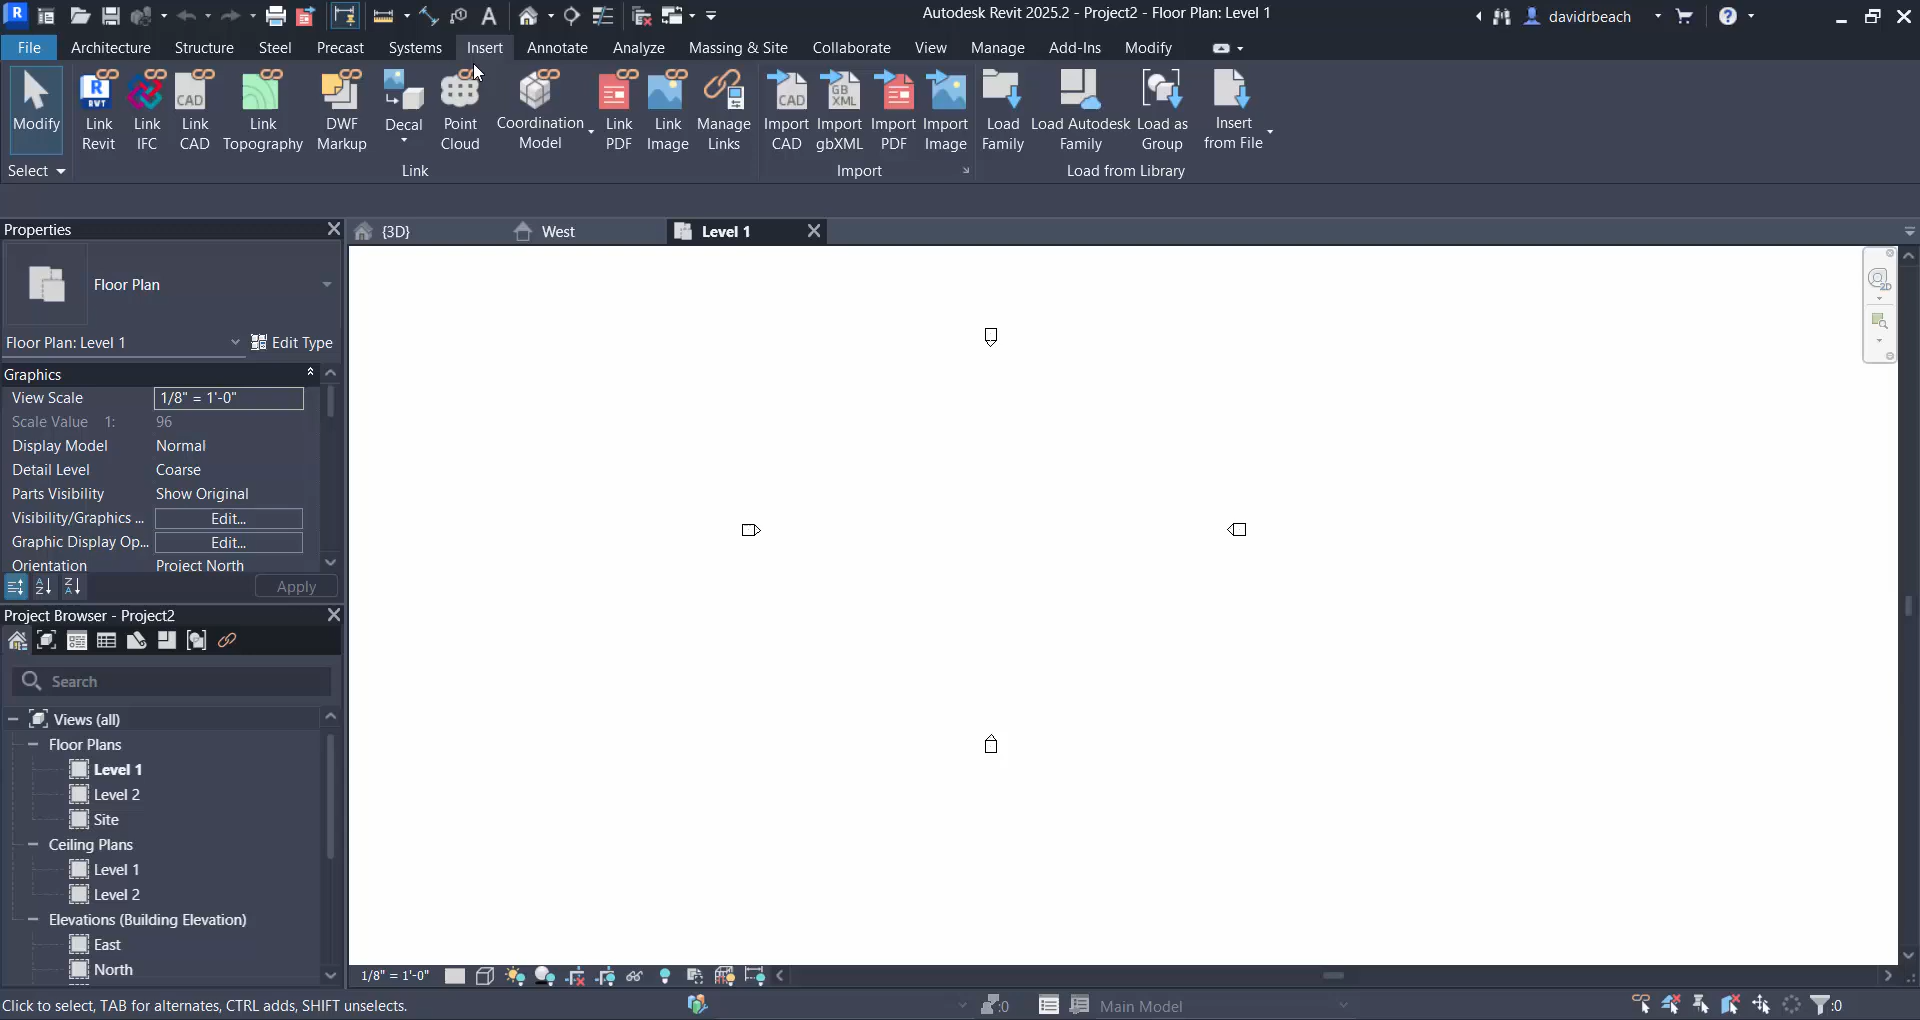 Autodesk Revit 2025.2 - Project2 - Floor Plan: Level 1
davidrbeach
File Architecture Structure Steel Precast Systems Insert Annotate Analyze Massing & Site Collaborate View Manage Add-Ins Modify
Modify
Link Revit
Link IFC
Link CAD
Link Topography
DWF Markup
Decal
Point Cloud
Coordination Model
Link PDF
Link Image
Manage Links
Import CAD
Import gbXML
Import PDF
Import Image
Load Family
Load Autodesk Family
Load as Group
Insert from File
Select
Link
Import
Load from Library
Properties
{3D}
West
Level 1
Floor Plan
Floor Plan: Level 1
Edit Type
Graphics
View Scale 1/8" = 1'-0"
Scale Value 1: 96
Display Model Normal
Detail Level Coarse
Parts Visibility Show Original
Visibility/Graphics ... Edit...
Graphic Display Op... Edit...
Orientation Project North
Apply
Project Browser - Project2
Search
Views (all)
Floor Plans
Level 1
Level 2
Site
Ceiling Plans
Level 1
Level 2
Elevations (Building Elevation)
East
North
1/8" = 1'-0"
Click to select, TAB for alternates, CTRL adds, SHIFT unselects.
:0
Main Model
:0